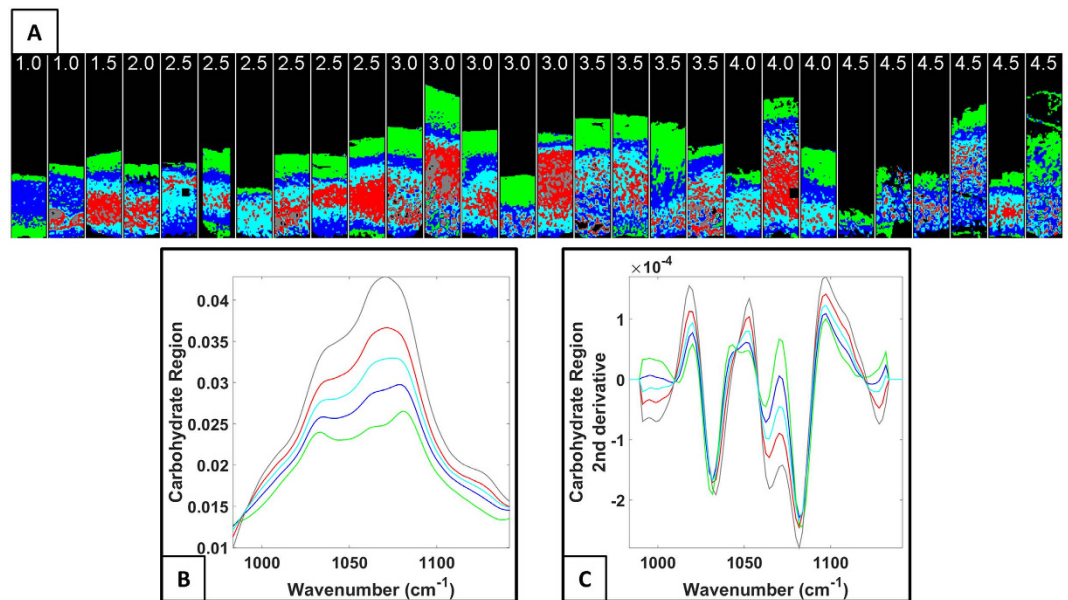 A
1.0 1.0 1.5 2.0 2.5 2.5 2.5 2.5 2.5 2.5 3.0 3.0 3.0 3.0 3.0 3.5 3.5 3.5 3.5 4.0 4.0 4.0 4.5 4.5 4.5 4.5 4.5 4.5
0.04
0.035
0.03
0.025
0.02
0.015
0.01
Carbohydrate Region
1000 1050 1100
Wavenumber (cm⁻¹)
B
×10⁻⁴
1
0
-1
-2
Carbohydrate Region
2nd derivative
1000 1050 1100
Wavenumber (cm⁻¹)
C